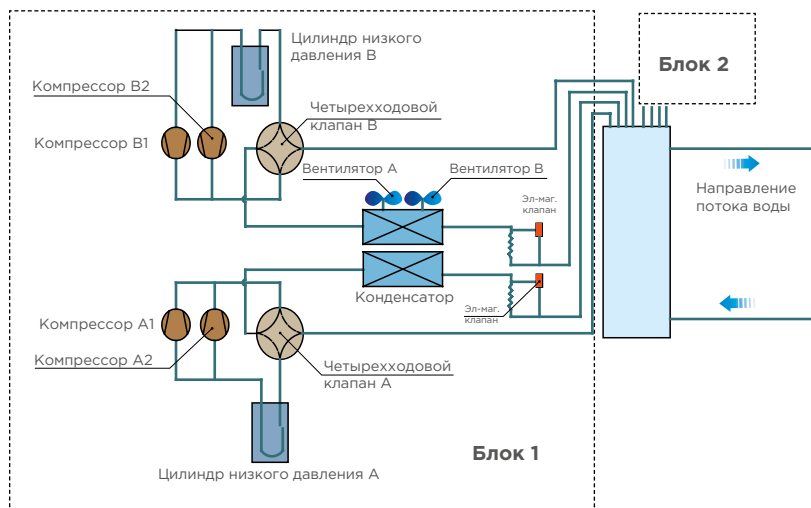 Цилиндр низкого
давления В
Блок 2
Компрессор В2
Четырехходовой
клапан В
Компрессор В1
Вентилятор А
Вентилятор В
Направление
потока воды
Эл-маг.
клапан
Конденсатор
Эл-маг.
клапан
Компрессор А1
Компрессор А2
Четырехходовой
клапан А
Блок 1
Цилиндр низкого давления А